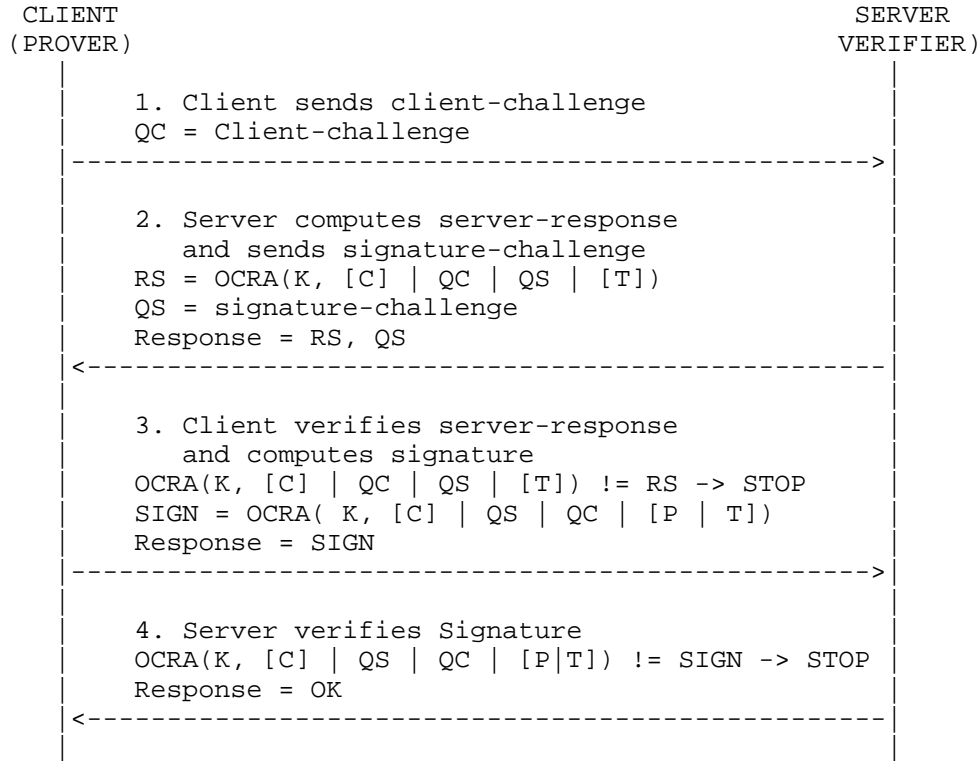 CLIENT SERVER
(PROVER) VERIFIER)
1. Client sends client-challenge
QC = Client-challenge
2. Server computes server-response
and sends signature-challenge
RS = OCRA(K, [C] | QC | QS | [T])
QS = signature-challenge
Response = RS, QS
3. Client verifies server-response
and computes signature
OCRA(K, [C] | QC | QS | [T]) != RS -> STOP
SIGN = OCRA( K, [C] | QS | QC | [P | T])
Response = SIGN
4. Server verifies Signature
OCRA(K, [C] | QS | QC | [P|T]) != SIGN -> STOP
Response = OK